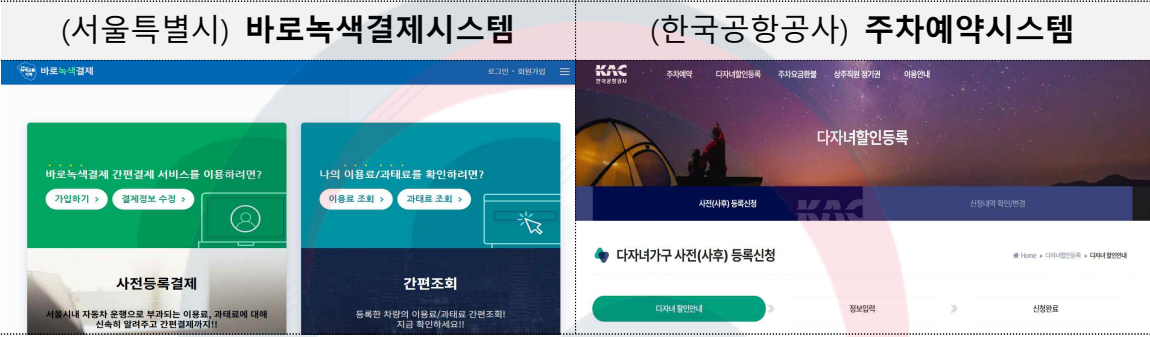 (서울특별시) 바로녹색결제시스템
바로녹색결제
로그인 · 회원가입
바로녹색결제 간편결제 서비스를 이용하려면?
가입하기 >
결제정보 수정 >
사전등록결제
서울시내 자동차 운행으로 부과되는 이용료, 과태료에 대해
신속히 알려주고 간편결제까지!!
나의 이용료/과태료를 확인하려면?
이용료 조회 >
과태료 조회 >
간편조회
등록한 차량의 이용료/과태료 간편조회!
지금 확인하세요!!
(한국공항공사) 주차예약시스템
KAC
한국공항공사
주차예약 다자녀할인등록 주차요금환불 상주직원 정기권 이용안내
다자녀할인등록
사전(사후) 등록신청
KAC
신청내역 확인/변경
다자녀가구 사전(사후) 등록신청
Home 다자녀할인등록 다자녀 할인안내
다자녀 할인안내
정보입력
신청완료